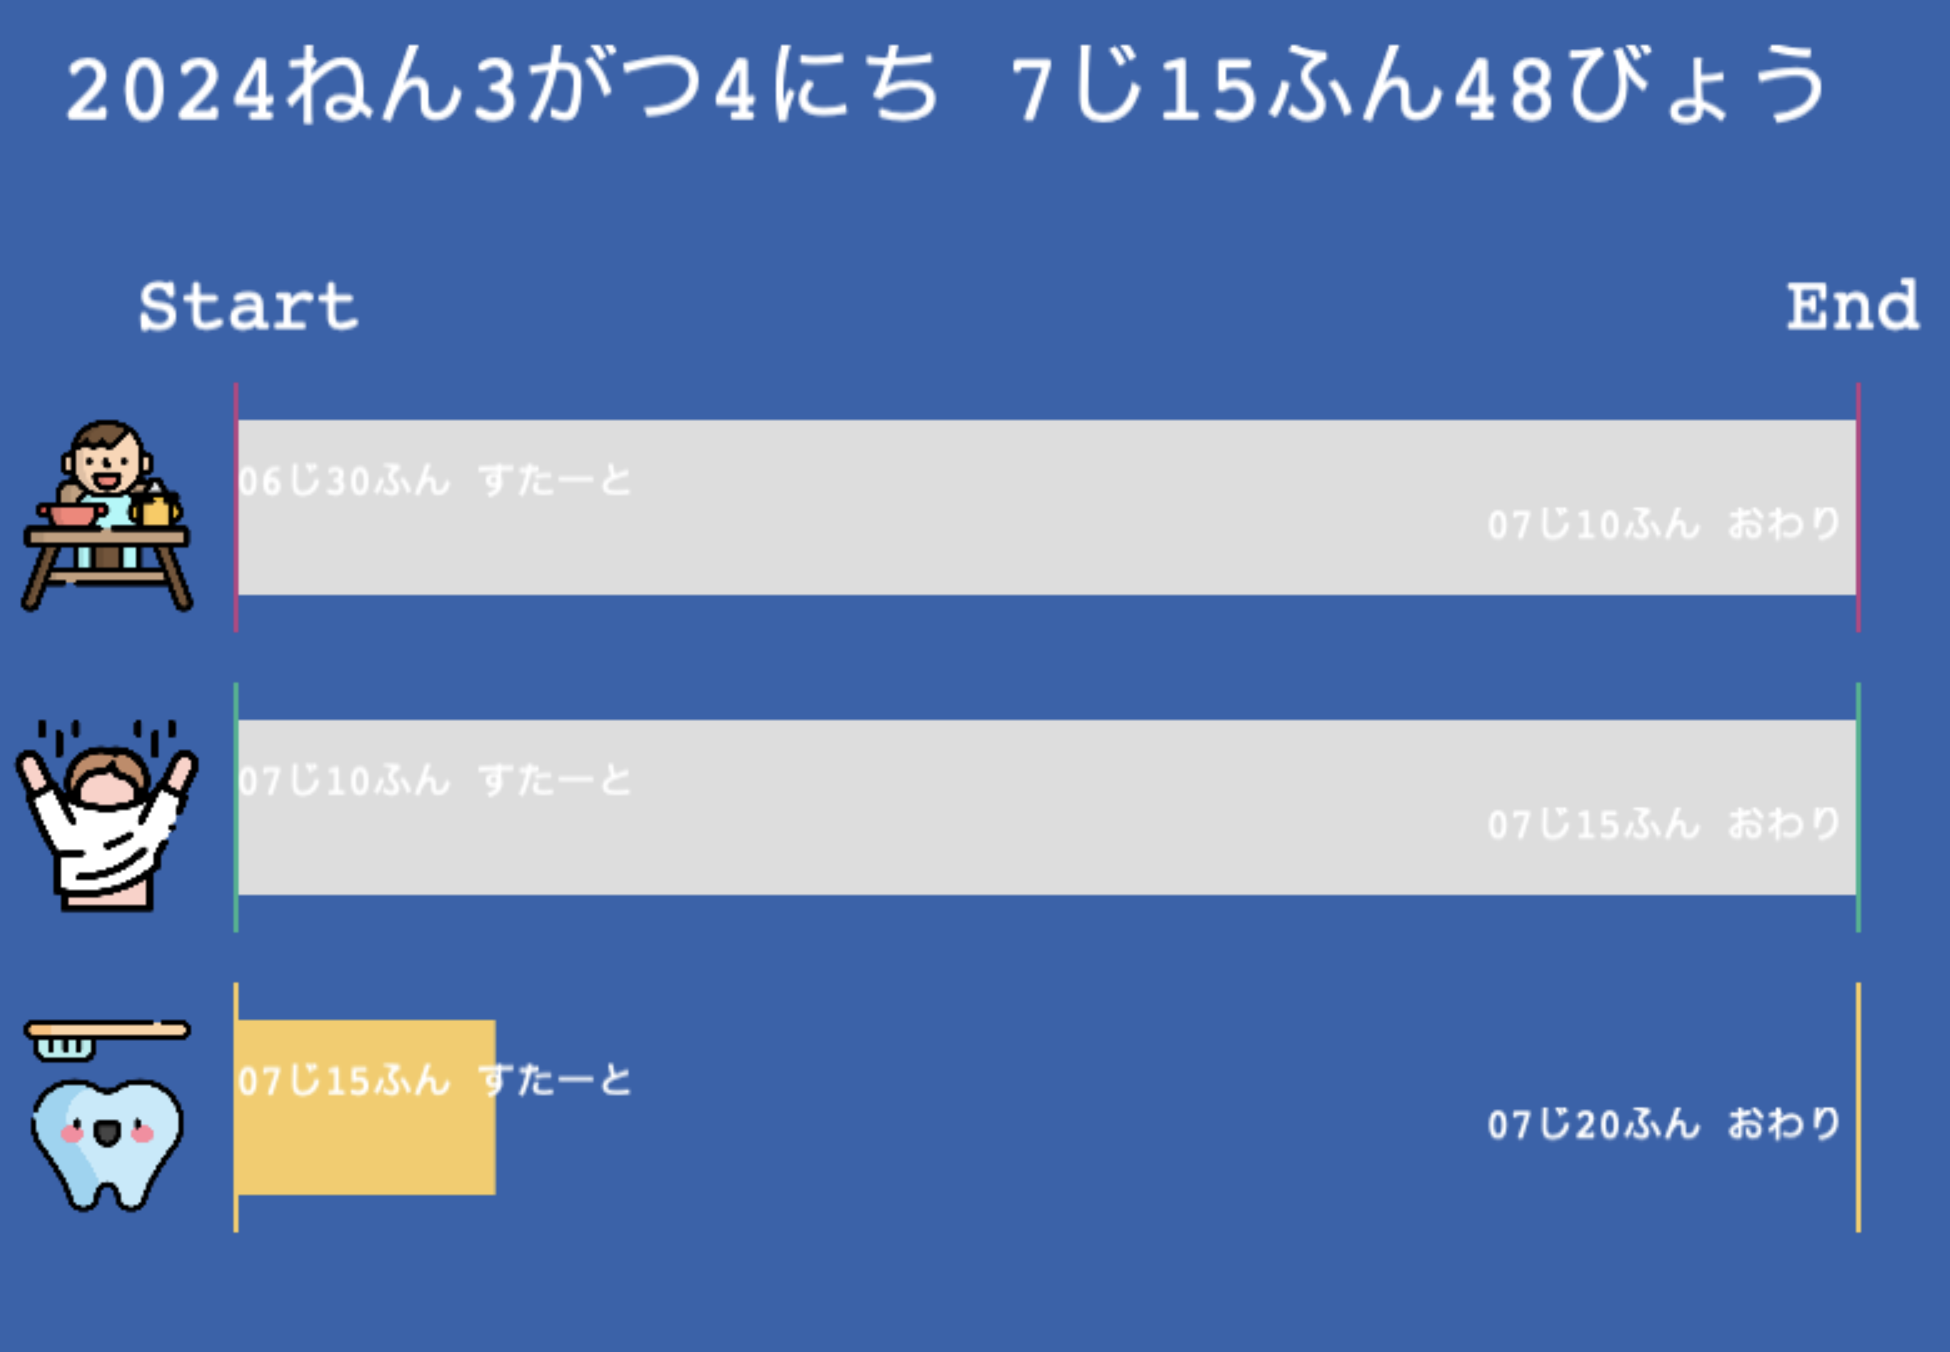 2024ねん3がつ4にち 7じ15ふん48びょう
Start End
06じ30ふん すたーと
07じ10ふん おわり
07じ10ふん すたーと
07じ15ふん おわり
07じ15ふん すたーと
07じ20ふん おわり